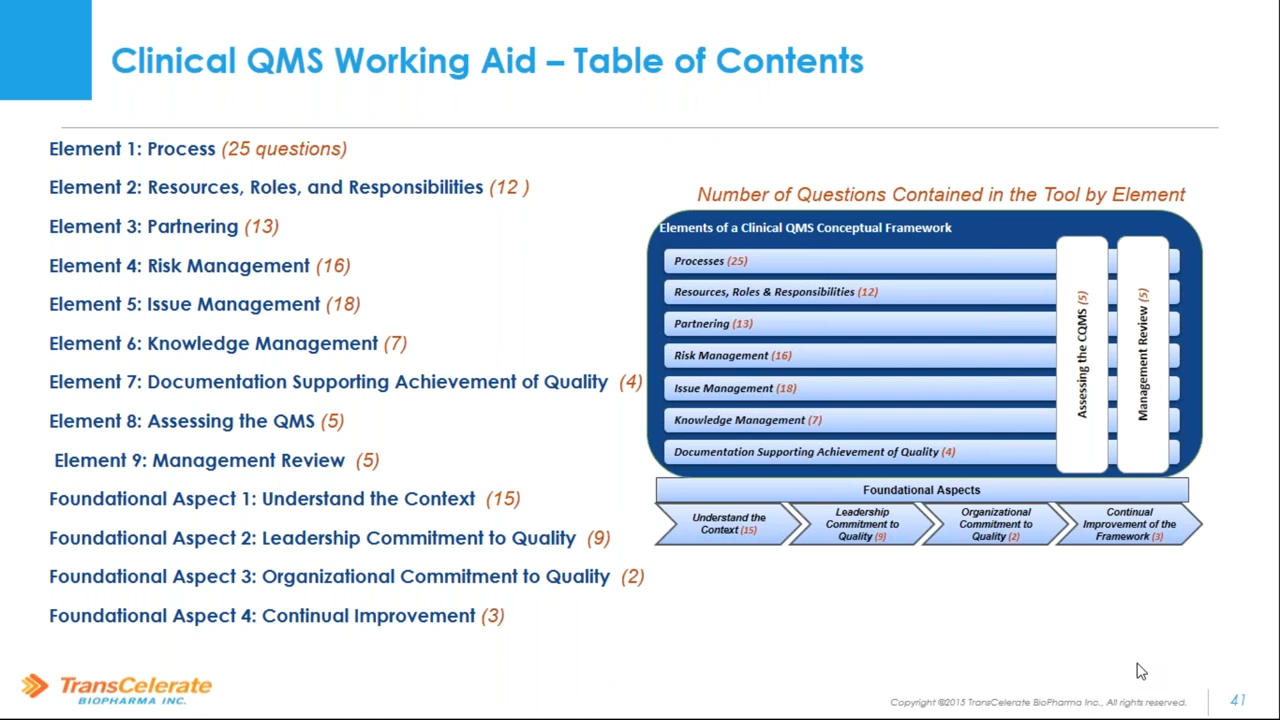 Clinical QMS Working Aid – Table of Contents
Element 1: Process (25 questions)
Element 2: Resources, Roles, and Responsibilities (12 )
Element 3: Partnering (13)
Element 4: Risk Management (16)
Element 5: Issue Management (18)
Element 6: Knowledge Management (7)
Element 7: Documentation Supporting Achievement of Quality (4)
Element 8: Assessing the QMS (5)
Element 9: Management Review (5)
Foundational Aspect 1: Understand the Context (15)
Foundational Aspect 2: Leadership Commitment to Quality (9)
Foundational Aspect 3: Organizational Commitment to Quality (2)
Foundational Aspect 4: Continual Improvement (3)
Number of Questions Contained in the Tool by Element
Elements of a Clinical QMS Conceptual Framework
Processes (25)
Resources, Roles & Responsibilities (12)
Partnering (13)
Risk Management (16)
Issue Management (18)
Knowledge Management (7)
Documentation Supporting Achievement of Quality (4)
Assessing the CQMS (5)
Management Review (5)
Foundational Aspects
Understand the
Context (15)
Leadership
Commitment to
Quality (9)
Organizational
Commitment to
Quality (2)
Continual
Improvement of the
Framework (3)
TransCelerate
BIOPHARMA INC.
Copyright ©2015 TransCelerate BioPharma Inc., All rights reserved.
41